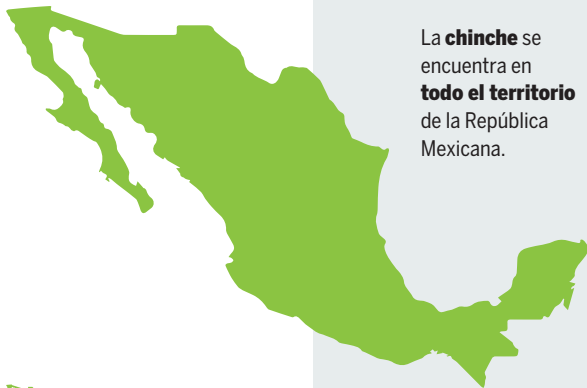 La chinche se
encuentra en
todo el territorio
de la República
Mexicana.